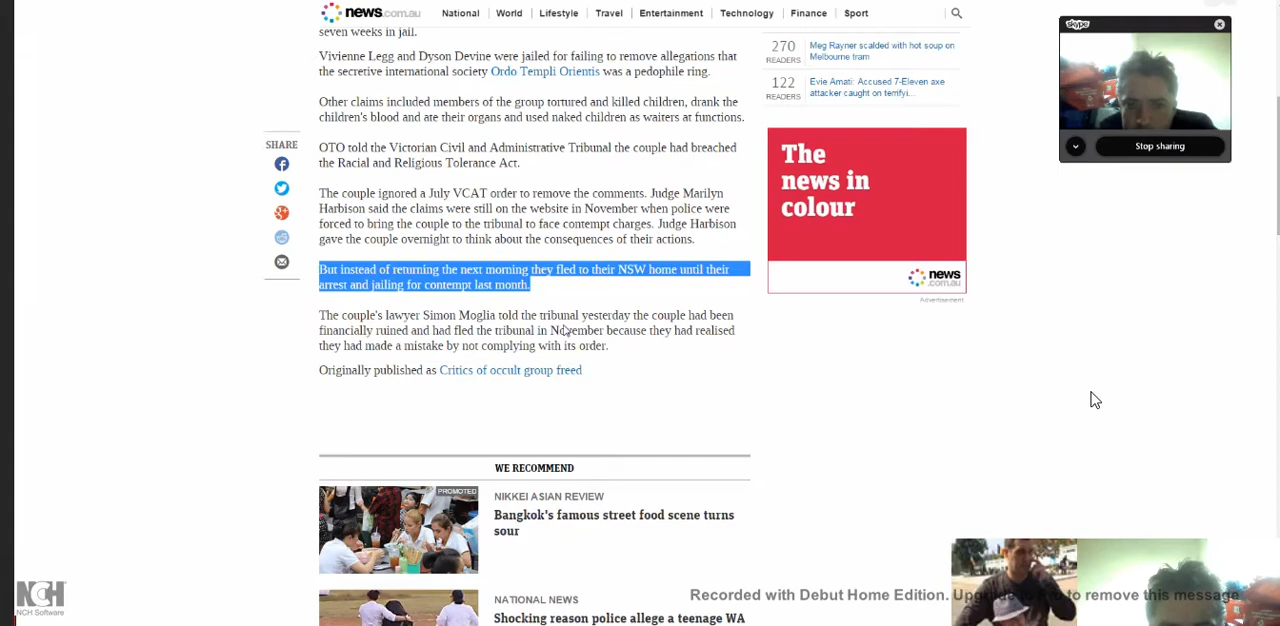 news.com.au
National
World
Lifestyle
Travel
Entertainment
Technology
Finance
Sport
skype
seven weeks in jail.
Vivienne Legg and Dyson Devine were jailed for failing to remove allegations that
the secretive international society Ordo Templi Orientis was a pedophile ring.
Other claims included members of the group tortured and killed children, drank the
children's blood and ate their organs and used naked children as waiters at functions.
OTO told the Victorian Civil and Administrative Tribunal the couple had breached
the Racial and Religious Tolerance Act.
The couple ignored a July VCAT order to remove the comments. Judge Marilyn
Harbison said the claims were still on the website in November when police were
forced to bring the couple to the tribunal to face contempt charges. Judge Harbison
gave the couple overnight to think about the consequences of their actions.
But instead of returning the next morning they fled to their NSW home until their
arrest and jailing for contempt last month.
The couple's lawyer Simon Moglia told the tribunal yesterday the couple had been
financially ruined and had fled the tribunal in November because they had realised
they had made a mistake by not complying with its order.
Originally published as Critics of occult group freed
SHARE
270
READERS
Meg Rayner scalded with hot soup on
Melbourne tram
122
READERS
Evie Amati: Accused 7-Eleven axe
attacker caught on terrifyi...
The
news in
colour
news
.com.au
Advertisement
Stop sharing
WE RECOMMEND
PROMOTED
NIKKEI ASIAN REVIEW
Bangkok's famous street food scene turns
sour
NATIONAL NEWS
Shocking reason police allege a teenage WA
NCH
NCH Software
Recorded with Debut Home Edition. Upgrade to Pro to remove this message